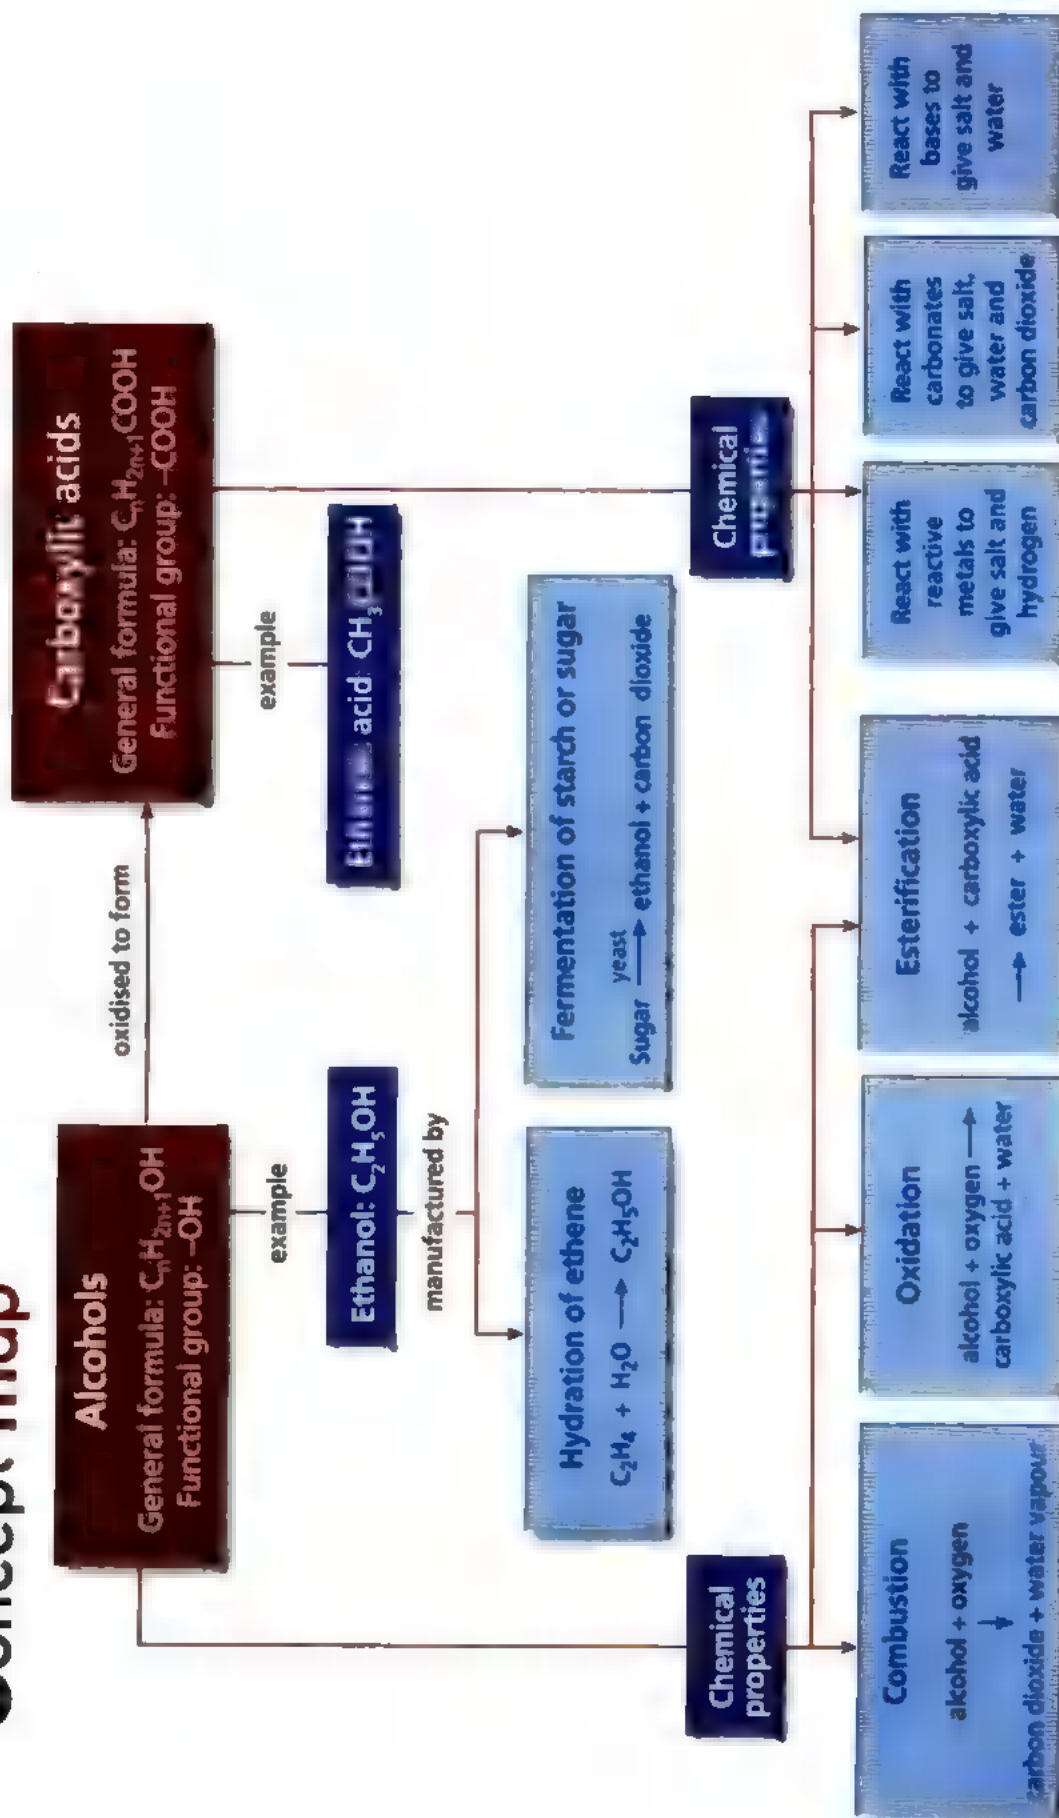 Concept map
Alcohols
General formula: CₙH₂ₙ₊₁OH
Functional group: –OH
oxidised to form
Carboxylic acids
General formula: CₙH₂ₙ₊₁COOH
Functional group: –COOH
example
Ethanol: C₂H₅OH
manufactured by
example
Ethanoic acid: CH₃COOH
Hydration of ethene
C₂H₄ + H₂O ⟶ C₂H₅OH
Fermentation of starch or sugar
yeast
Sugar ⟶ ethanol + carbon dioxide
Chemical
properties
Chemical
properties
Combustion
alcohol + oxygen
↓
carbon dioxide + water vapour
Oxidation
alcohol + oxygen ⟶
carboxylic acid + water
Esterification
alcohol + carboxylic acid
⟶ ester + water
React with
reactive
metals to
give salt and
hydrogen
React with
carbonates
to give salt,
water and
carbon dioxide
React with
bases to
give salt and
water